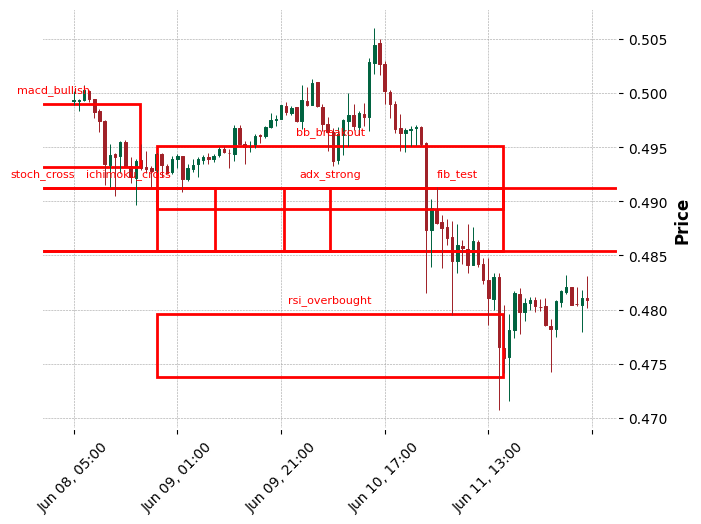 0.505
macd_bullish
0.500
bb_breakout
0.495
stoch_cross
ichimoku_cross
adx_strong
fib_test
0.490
0.485
rsi_overbought
0.480
0.475
0.470
Price
Jun 08, 05:00
Jun 09, 01:00
Jun 09, 21:00
Jun 10, 17:00
Jun 11, 13:00